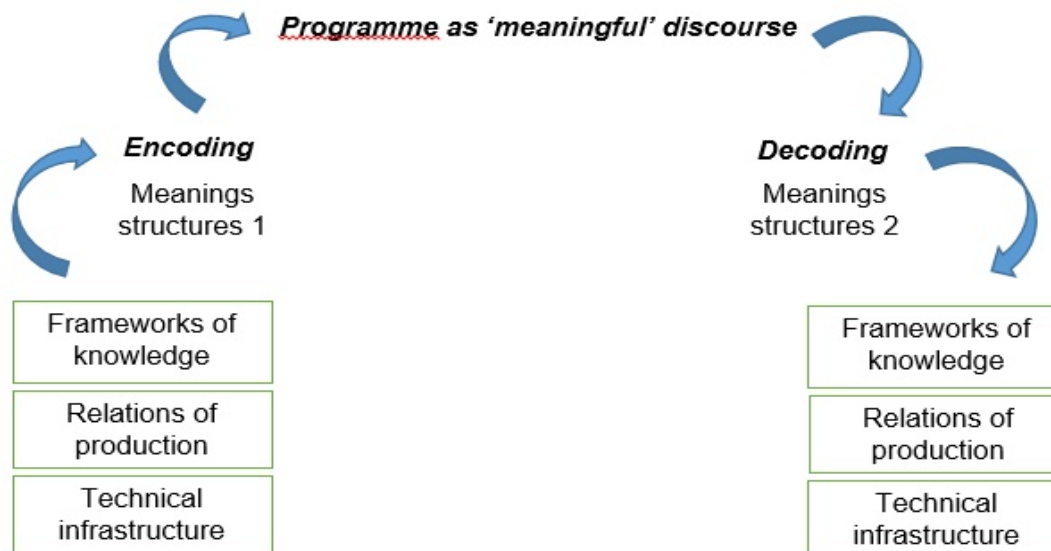 Programme as ‘meaningful’ discourse
Encoding
Meanings
structures 1
Decoding
Meanings
structures 2
Frameworks of
knowledge
Relations of
production
Technical
infrastructure
Frameworks of
knowledge
Relations of
production
Technical
infrastructure